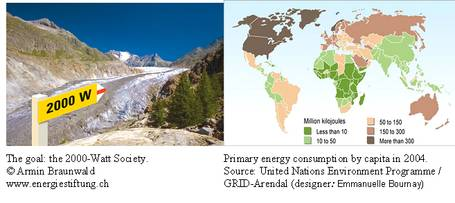 2000 W
Million kilojoules
Less than 10
10 to 50
50 to 150
150 to 300
More than 300
The goal: the 2000-Watt Society.
© Armin Braunwald
www.energiestiftung.ch
Primary energy consumption by capita in 2004.
Source: United Nations Environment Programme /
GRID-Arendal (designer: Emmanuelle Bournay)